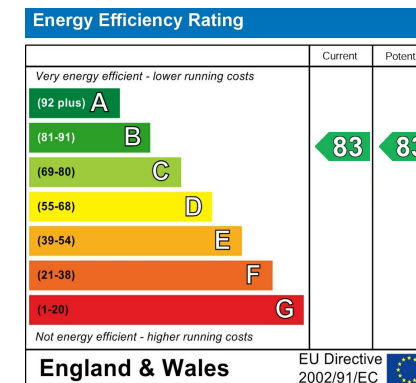 Energy Efficiency Rating
Current Potent
Very energy efficient - lower running costs
(92 plus) A
(81-91) B
83 83
(69-80) C
(55-68) D
(39-54) E
(21-38) F
(1-20) G
Not energy efficient - higher running costs
England & Wales
EU Directive
2002/91/EC